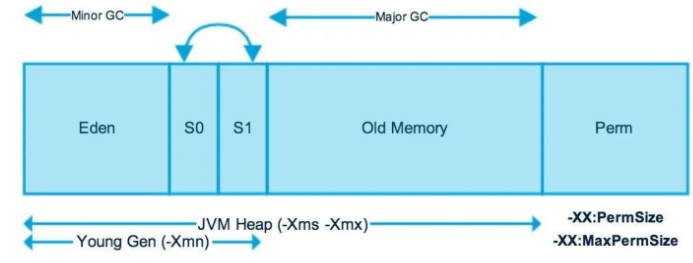 Minor GC
Major GC
Eden
S0
S1
Old Memory
Perm
JVM Heap (-Xms -Xmx)
-XX:PermSize
Young Gen (-Xmn)
-XX:MaxPermSize